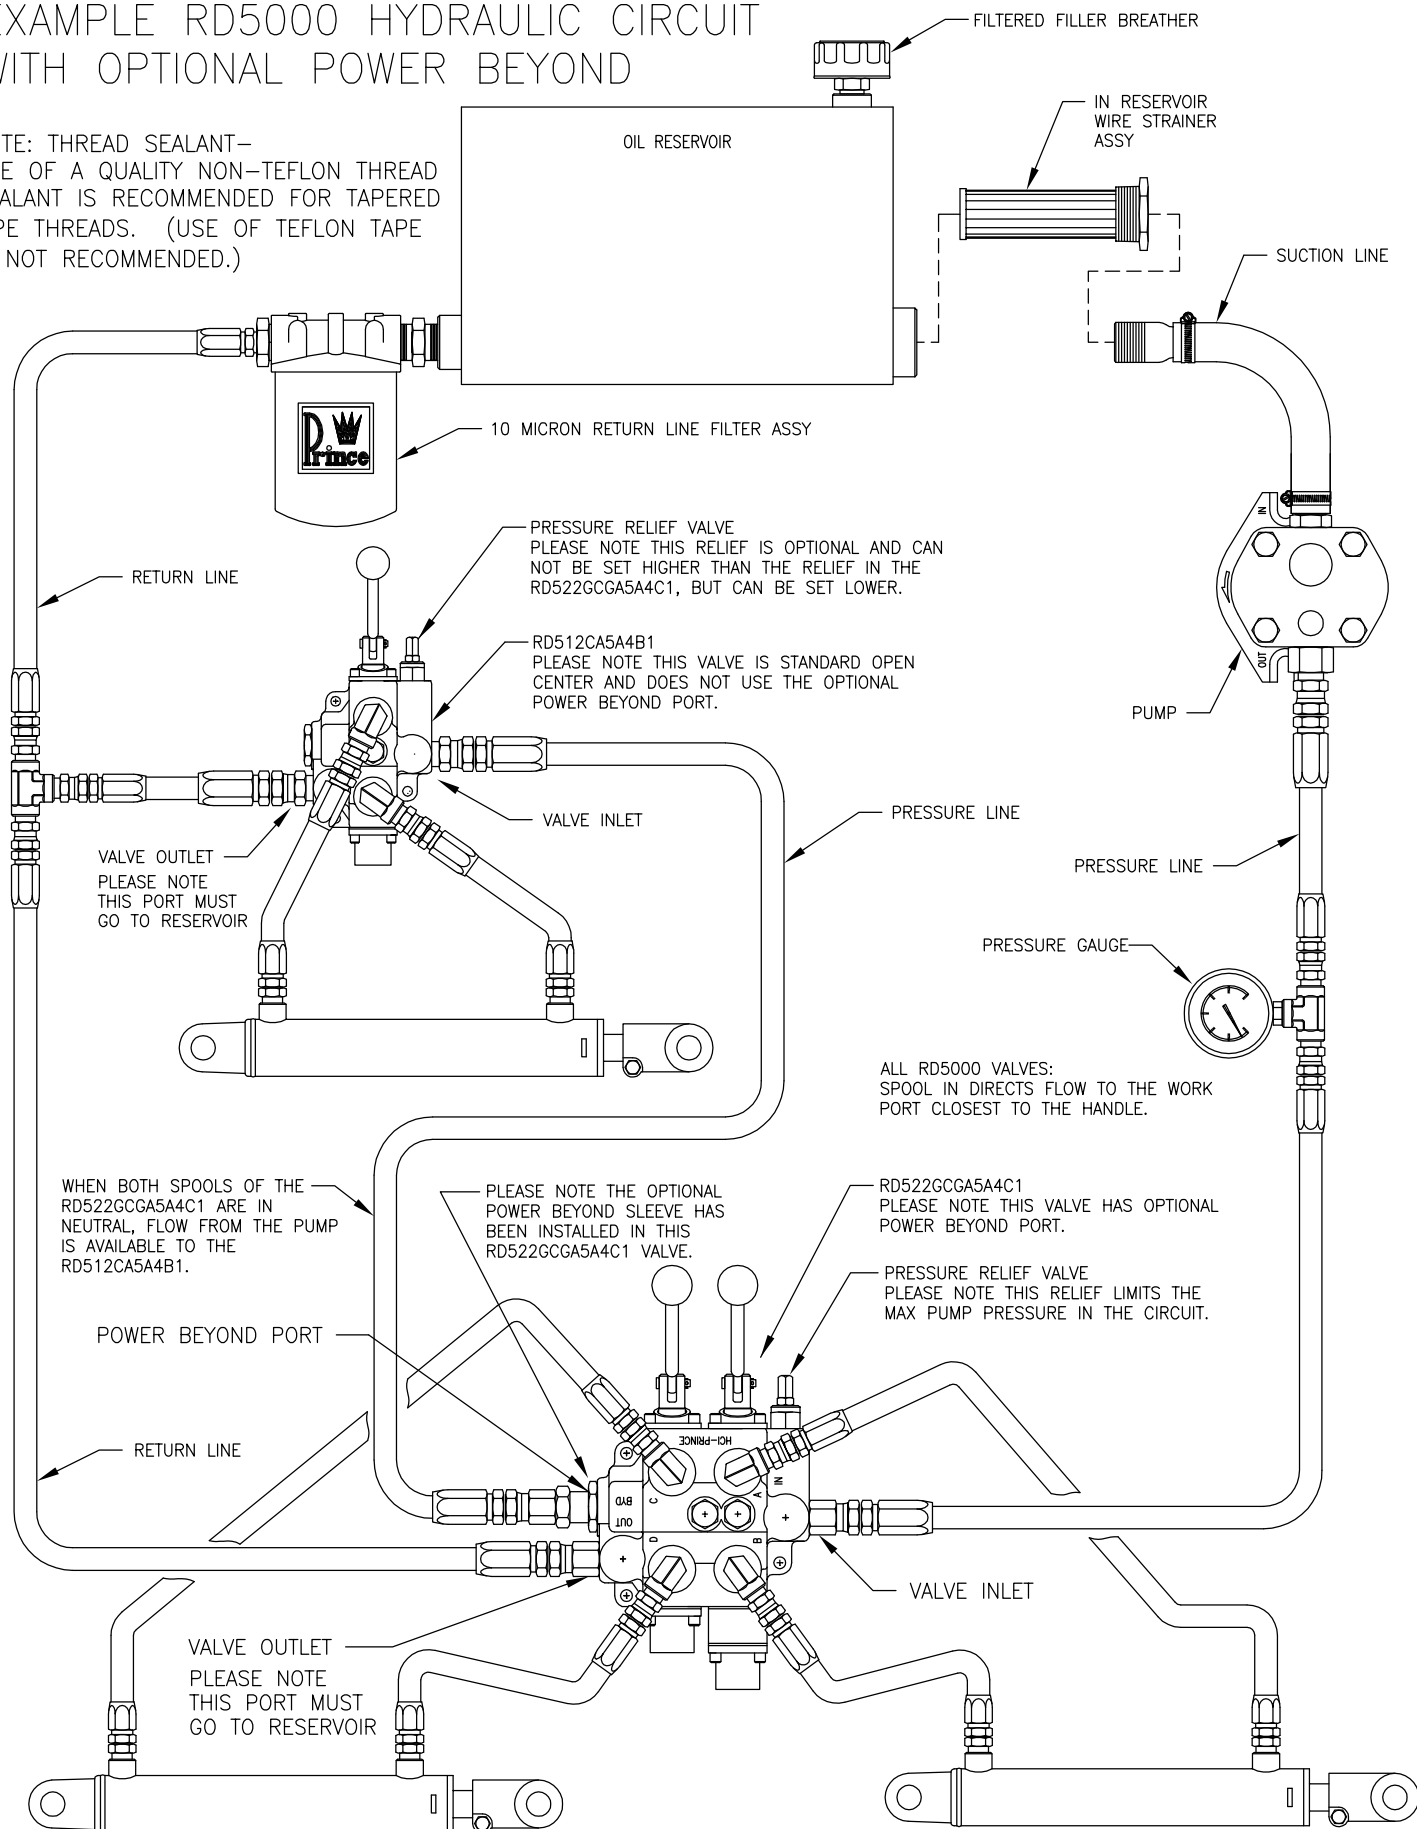 EXAMPLE RD5000 HYDRAULIC CIRCUIT
WITH OPTIONAL POWER BEYOND
FILTERED FILLER BREATHER
IN RESERVOIR
WIRE STRAINER
ASSY
OIL RESERVOIR
TE: THREAD SEALANT–
E OF A QUALITY NON–TEFLON THREAD
ALANT IS RECOMMENDED FOR TAPERED
PE THREADS. (USE OF TEFLON TAPE
NOT RECOMMENDED.)
SUCTION LINE
10 MICRON RETURN LINE FILTER ASSY
Prince
IN
OUT
PRESSURE RELIEF VALVE
PLEASE NOTE THIS RELIEF IS OPTIONAL AND CAN
NOT BE SET HIGHER THAN THE RELIEF IN THE
RD522GCGA5A4C1, BUT CAN BE SET LOWER.
RETURN LINE
RD512CA5A4B1
PLEASE NOTE THIS VALVE IS STANDARD OPEN
CENTER AND DOES NOT USE THE OPTIONAL
POWER BEYOND PORT.
PUMP
VALVE INLET
PRESSURE LINE
VALVE OUTLET
PLEASE NOTE
THIS PORT MUST
GO TO RESERVOIR
PRESSURE LINE
PRESSURE GAUGE
ALL RD5000 VALVES:
SPOOL IN DIRECTS FLOW TO THE WORK
PORT CLOSEST TO THE HANDLE.
WHEN BOTH SPOOLS OF THE
RD522GCGA5A4C1 ARE IN
NEUTRAL, FLOW FROM THE PUMP
IS AVAILABLE TO THE
RD512CA5A4B1.
PLEASE NOTE THE OPTIONAL
POWER BEYOND SLEEVE HAS
BEEN INSTALLED IN THIS
RD522GCGA5A4C1 VALVE.
RD522GCGA5A4C1
PLEASE NOTE THIS VALVE HAS OPTIONAL
POWER BEYOND PORT.
PRESSURE RELIEF VALVE
PLEASE NOTE THIS RELIEF LIMITS THE
MAX PUMP PRESSURE IN THE CIRCUIT.
POWER BEYOND PORT
RETURN LINE
HCI–PRINCE
IN
BYD
OUT
C
A
D
B
VALVE INLET
VALVE OUTLET
PLEASE NOTE
THIS PORT MUST
GO TO RESERVOIR